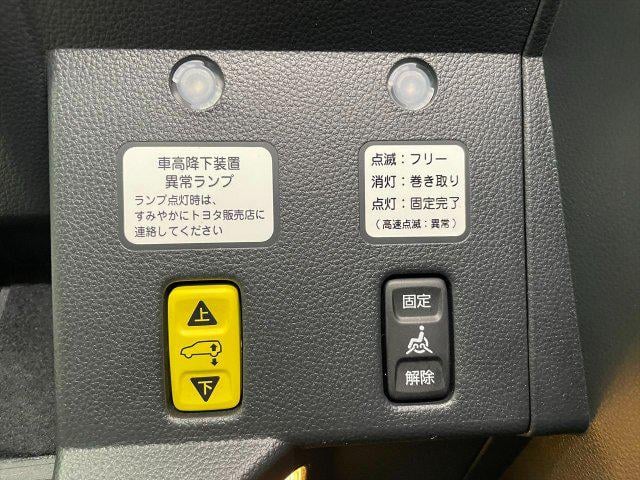 車高降下装置
異常ランプ
ランプ点灯時は、
すみやかにトヨタ販売店に
連絡してください
点滅：フリー
消灯：巻き取り
点灯：固定完了
（高速点滅：異常）
上
下
固定
解除